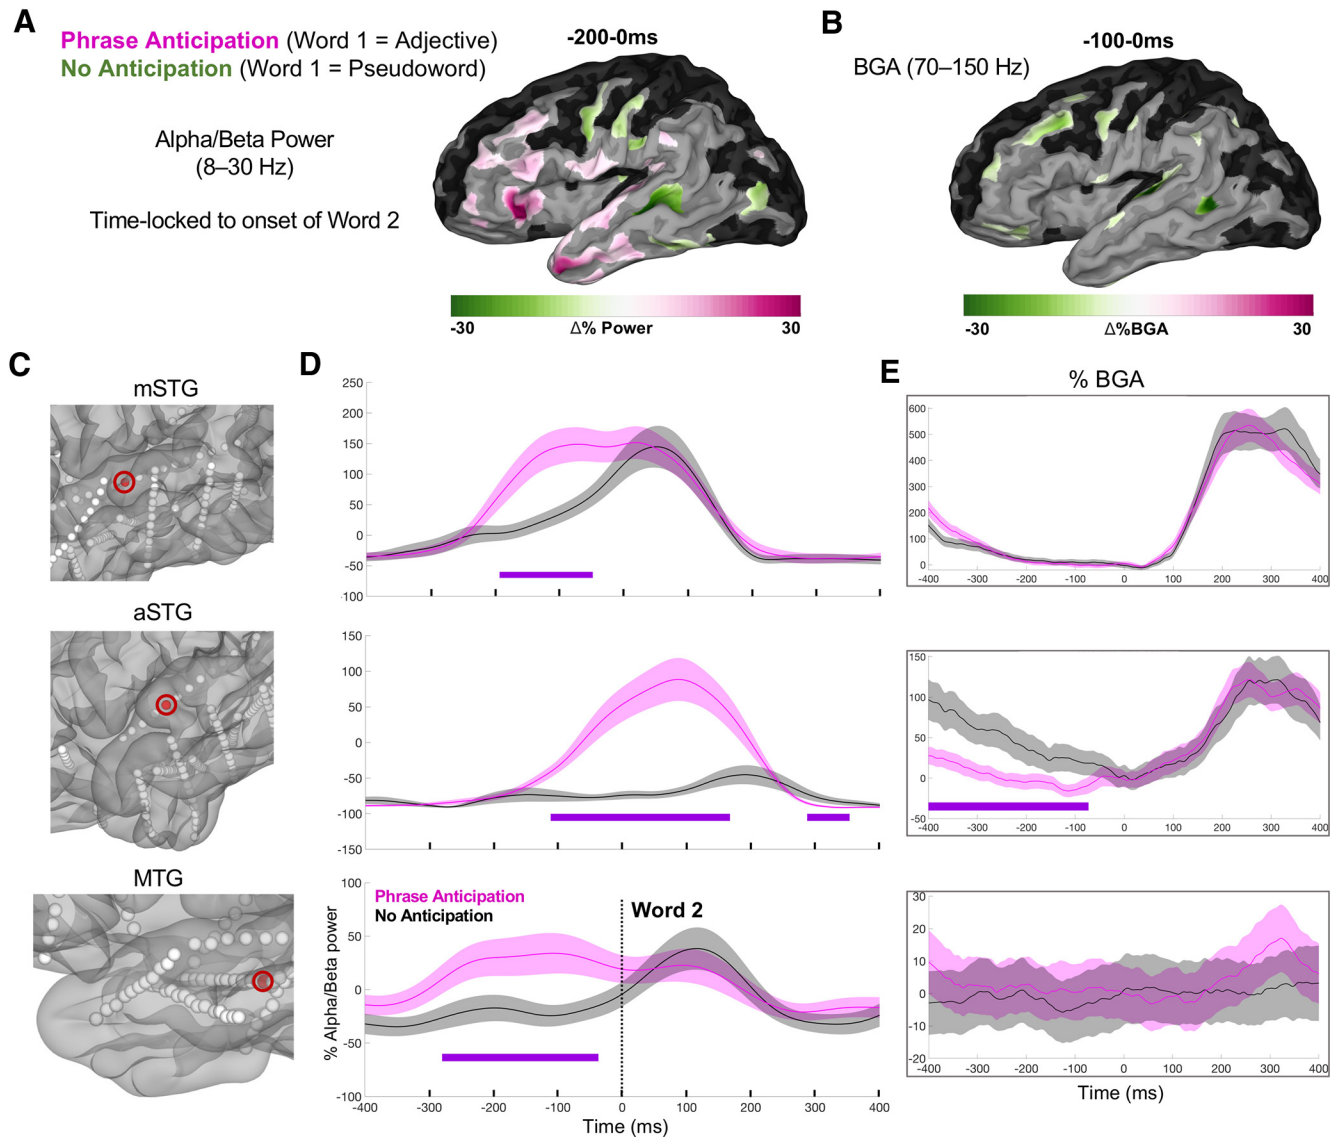 A
Phrase Anticipation (Word 1 = Adjective)
No Anticipation (Word 1 = Pseudoword)
-200-0ms
Alpha/Beta Power
(8–30 Hz)
Time-locked to onset of Word 2
-30
Δ% Power
30
B
-100-0ms
BGA (70–150 Hz)
-30
Δ%BGA
30
C
mSTG
aSTG
MTG
D
250
200
150
100
50
0
-50
-100
150
100
50
0
-50
-100
-150
100
50
0
-50
-100
% Alpha/Beta power
Phrase Anticipation
No Anticipation
Word 2
-400 -300 -200 -100 0 100 200 300 400
Time (ms)
E
% BGA
600
500
400
300
200
100
0
-400 -300 -200 -100 0 100 200 300 400
150
100
50
0
-50
-400 -300 -200 -100 0 100 200 300 400
30
20
10
0
-10
-20
-400 -300 -200 -100 0 100 200 300 400
Time (ms)